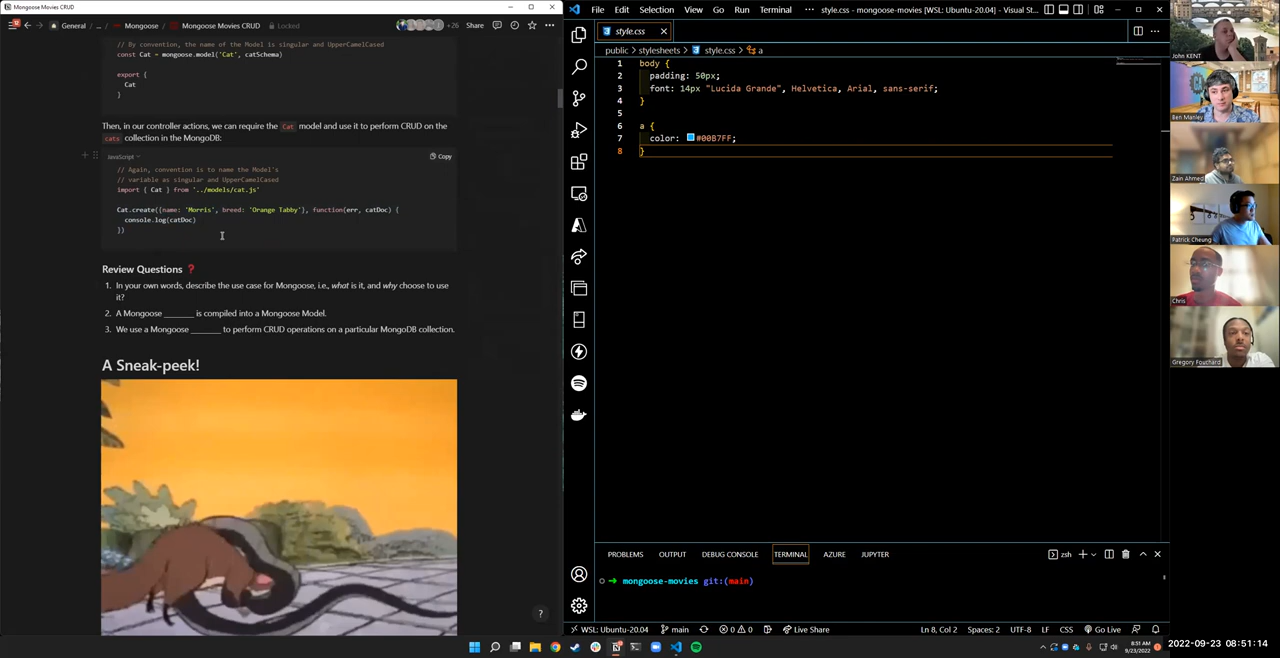 Mongoose Movies CRUD
General / ... / Mongoose / Mongoose Movies CRUD Locked
+26 Share
// By convention, the name of the Model is singular and UpperCamelCased
const Cat = mongoose.model('Cat', catSchema)
export {
Cat
}
Then, in our controller actions, we can require the Cat model and use it to perform CRUD on the
cats collection in the MongoDB:
JavaScript
Copy
// Again, convention is to name the Model's
// variable as singular and UpperCamelCased
import { Cat } from '../models/cat.js'
Cat.create({name: 'Morris', breed: 'Orange Tabby'}, function(err, catDoc) {
console.log(catDoc)
})
Review Questions ❓
1. In your own words, describe the use case for Mongoose, i.e., what is it, and why choose to use
it?
2. A Mongoose _______ is compiled into a Mongoose Model.
3. We use a Mongoose _______ to perform CRUD operations on a particular MongoDB collection.
A Sneak-peek!
?
File Edit Selection View Go Run Terminal ··· style.css - mongoose-movies [WSL: Ubuntu-20.04] - Visual St...
style.css
public > stylesheets > style.css > a
1 body {
2 padding: 50px;
3 font: 14px "Lucida Grande", Helvetica, Arial, sans-serif;
4 }
5
6 a {
7 color: #00B7FF;
8 }
PROBLEMS OUTPUT DEBUG CONSOLE TERMINAL AZURE JUPYTER
zsh
mongoose-movies git:(main)
WSL: Ubuntu-20.04 main 0 0 Live Share
Ln 8, Col 2 Spaces: 2 UTF-8 LF CSS Go Live
8:51 AM
9/23/2022
John KENT
Ben Manley
Zain Ahmed
Patrick Cheung
Chris
Gregory Fouchard
2022-09-23 08:51:14